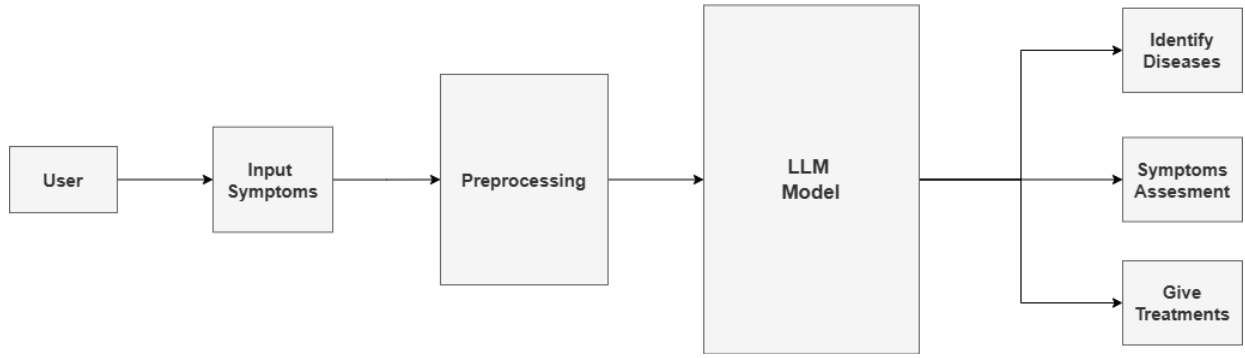 User
Input
Symptoms
Preprocessing
LLM
Model
Identify
Diseases
Symptoms
Assesment
Give
Treatments